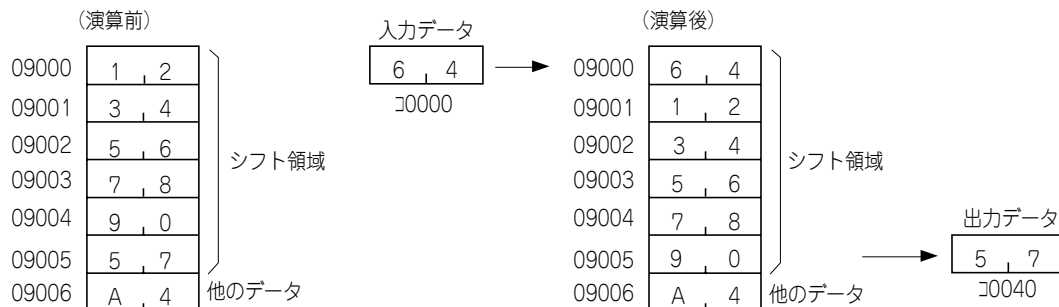 (演算前)
09000 1 2
09001 3 4
09002 5 6
09003 7 8
09004 9 0
09005 5 7
09006 A 4
シフト領域
他のデータ
入力データ
6 4
コ0000
(演算後)
09000 6 4
09001 1 2
09002 3 4
09003 5 6
09004 7 8
09005 9 0
09006 A 4
シフト領域
他のデータ
出力データ
5 7
コ0040